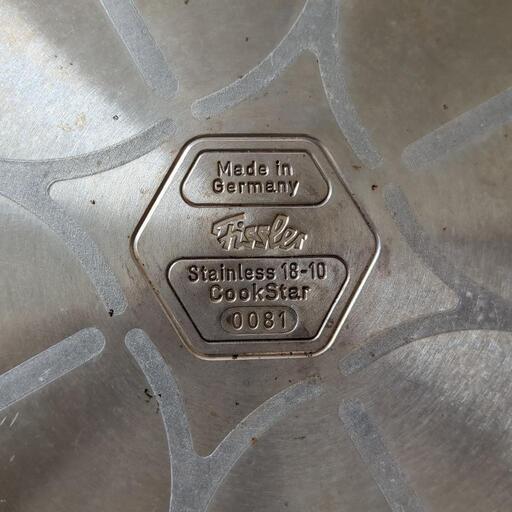 Made in
Germany
Fissler
Stainless 18-10
CookStar
0081